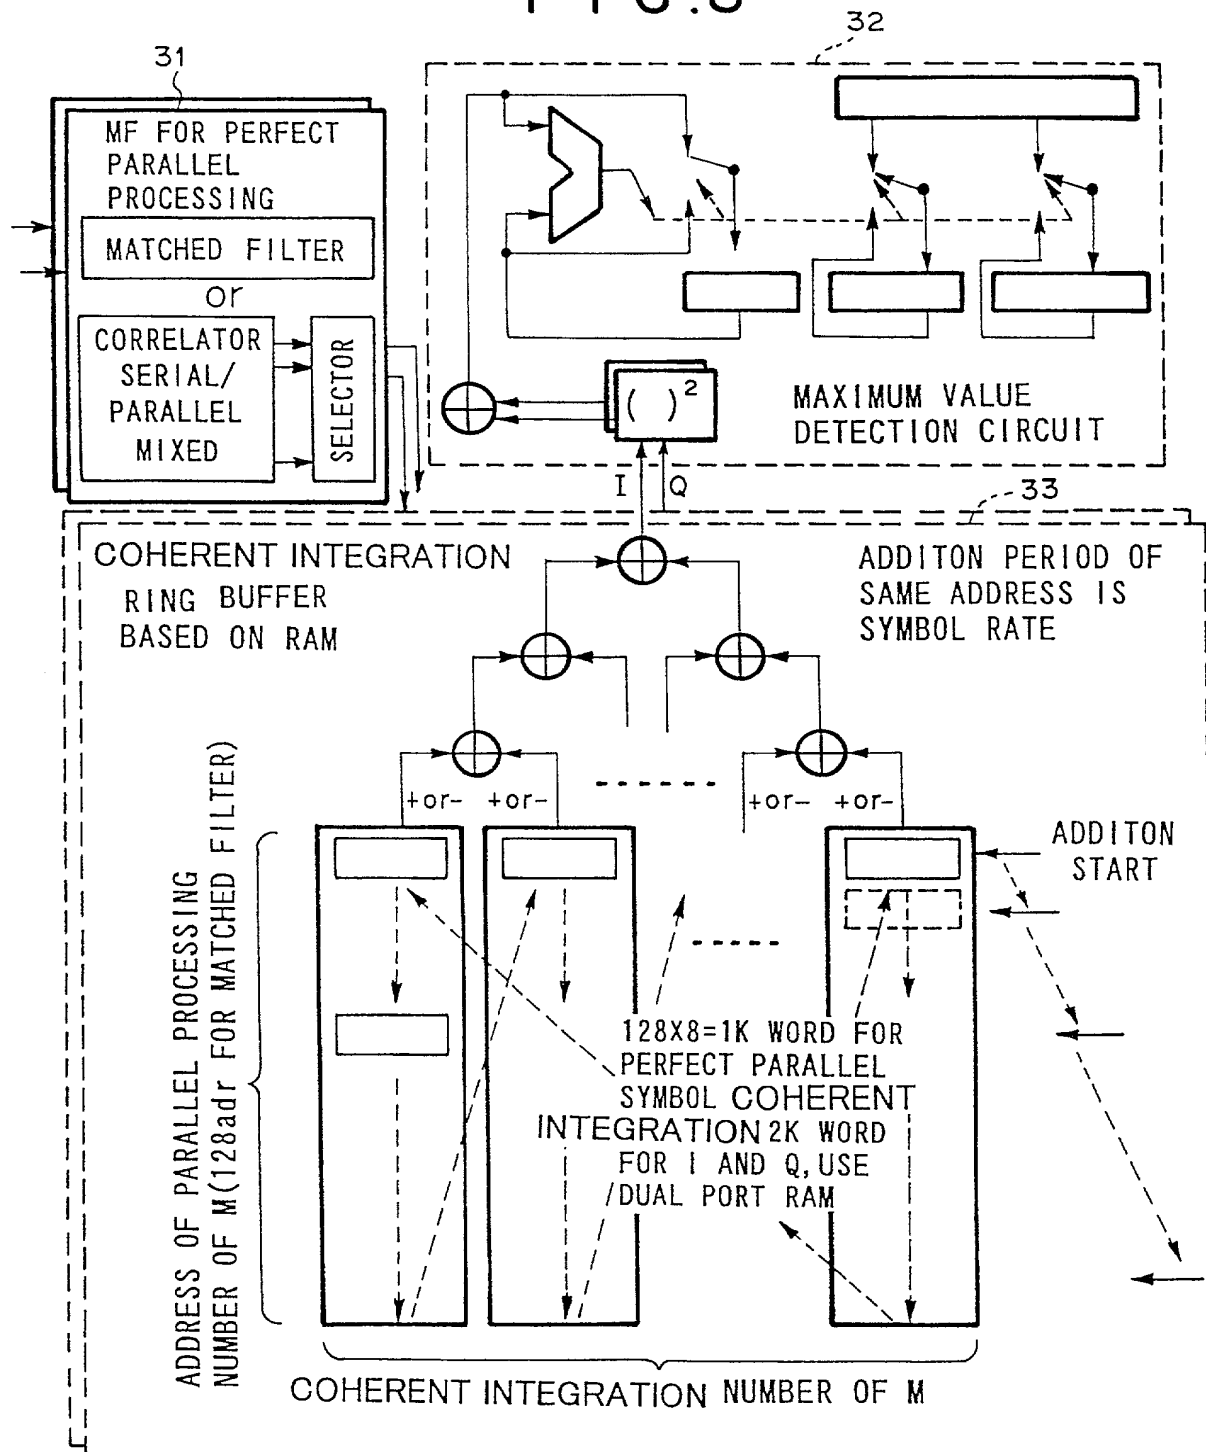 32
31
MF FOR PERFECT
PARALLEL
PROCESSING
MATCHED FILTER
or
CORRELATOR
SERIAL/
PARALLEL
MIXED
SELECTOR
( )2
MAXIMUM VALUE
DETECTION CIRCUIT
I Q
33
COHERENT INTEGRATION
RING BUFFER
BASED ON RAM
ADDITON PERIOD OF
SAME ADDRESS IS
SYMBOL RATE
+or- +or- +or- +or-
ADDITON
START
ADDRESS OF PARALLEL PROCESSING
NUMBER OF M(128adr FOR MATCHED FILTER)
128X8=1K WORD FOR
PERFECT PARALLEL
SYMBOL COHERENT
INTEGRATION 2K WORD
FOR I AND Q, USE
DUAL PORT RAM
COHERENT INTEGRATION NUMBER OF M